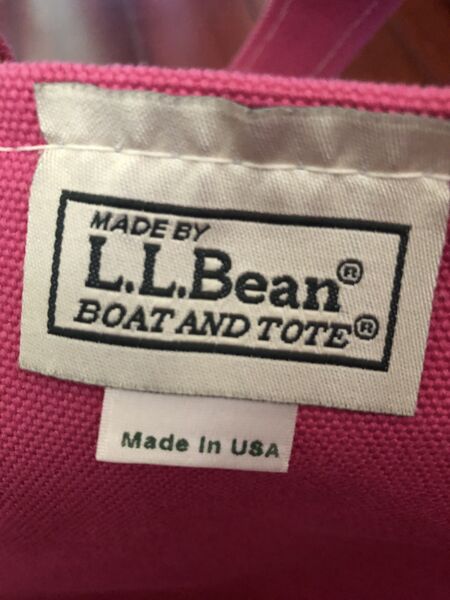 MADE BY
L.L.Bean®
BOAT AND TOTE®
Made In USA